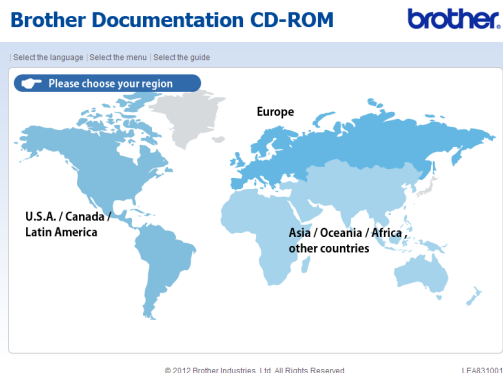 Brother Documentation CD-ROM
brother.
Select the language | Select the menu | Select the guide
Please choose your region
Europe
U.S.A. / Canada /
Latin America
Asia / Oceania / Africa ,
other countries
© 2012 Brother Industries, Ltd. All Rights Reserved.
LEA831001